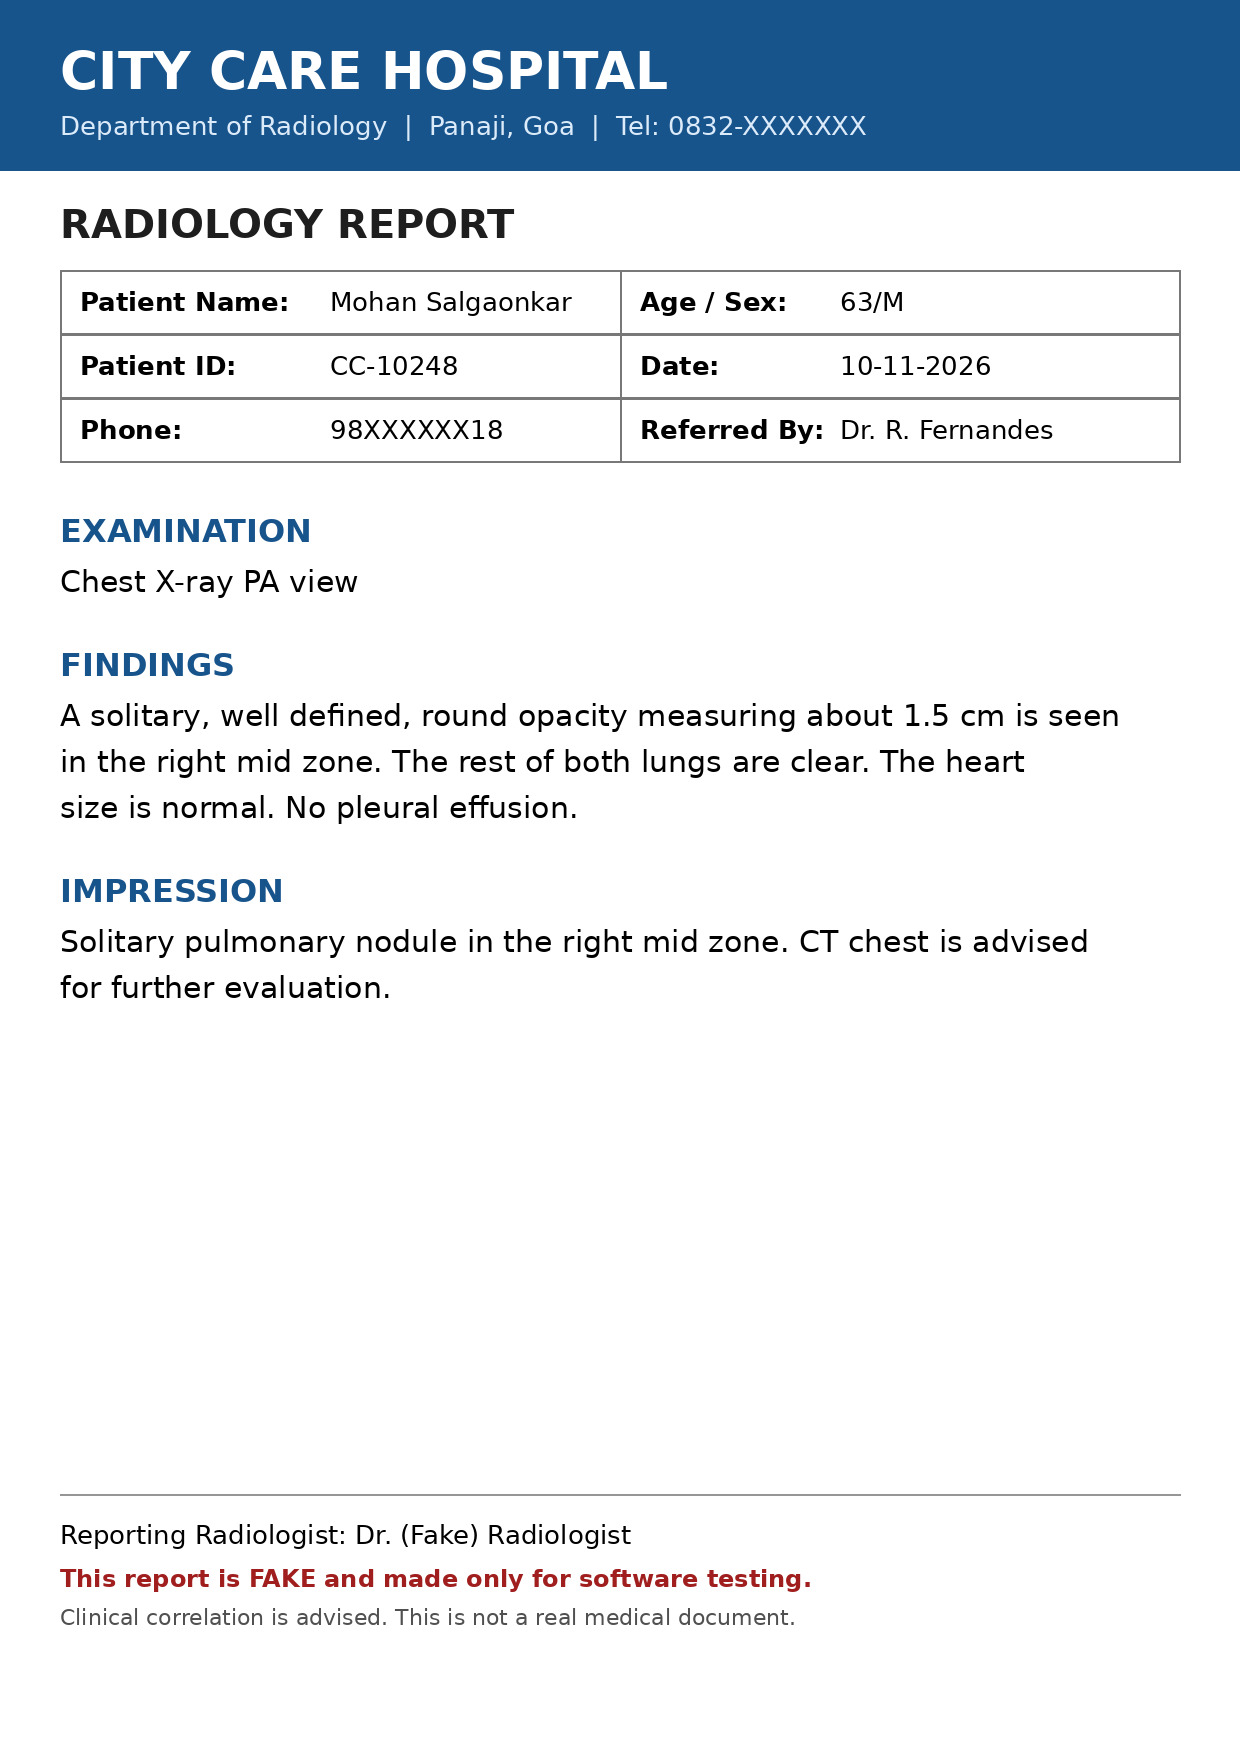 CITY CARE HOSPITAL
Department of Radiology | Panaji, Goa | Tel: 0832-XXXXXXX
RADIOLOGY REPORT
Patient Name: Mohan Salgaonkar Age / Sex: 63/M
Patient ID: CC-10248 Date: 10-11-2026
Phone: 98XXXXXX18 Referred By: Dr. R. Fernandes
EXAMINATION
Chest X-ray PA view
FINDINGS
A solitary, well defined, round opacity measuring about 1.5 cm is seen
in the right mid zone. The rest of both lungs are clear. The heart
size is normal. No pleural effusion.
IMPRESSION
Solitary pulmonary nodule in the right mid zone. CT chest is advised
for further evaluation.
Reporting Radiologist: Dr. (Fake) Radiologist
This report is FAKE and made only for software testing.
Clinical correlation is advised. This is not a real medical document.